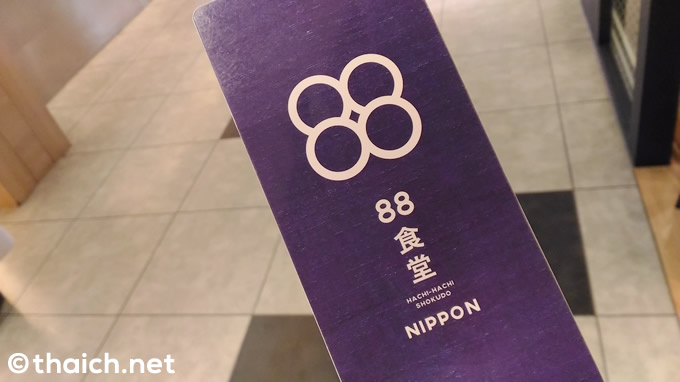 88
食
堂
HACHI-HACHI
SHOKUDO
NIPPON
©thaich.net